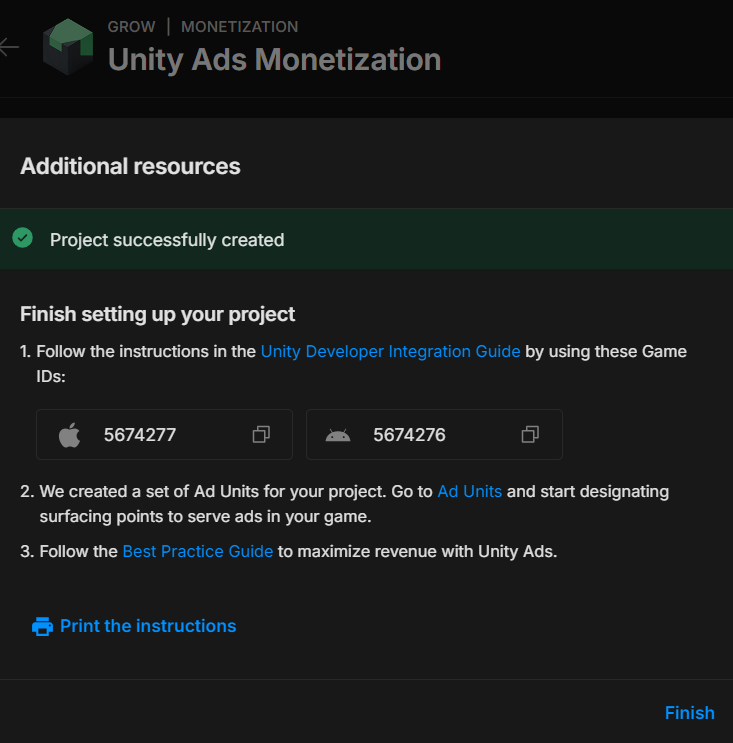 GROW | MONETIZATION
Unity Ads Monetization
Additional resources
Project successfully created
Finish setting up your project
1. Follow the instructions in the Unity Developer Integration Guide by using these Game
IDs:
5674277
5674276
2. We created a set of Ad Units for your project. Go to Ad Units and start designating
surfacing points to serve ads in your game.
3. Follow the Best Practice Guide to maximize revenue with Unity Ads.
Print the instructions
Finish